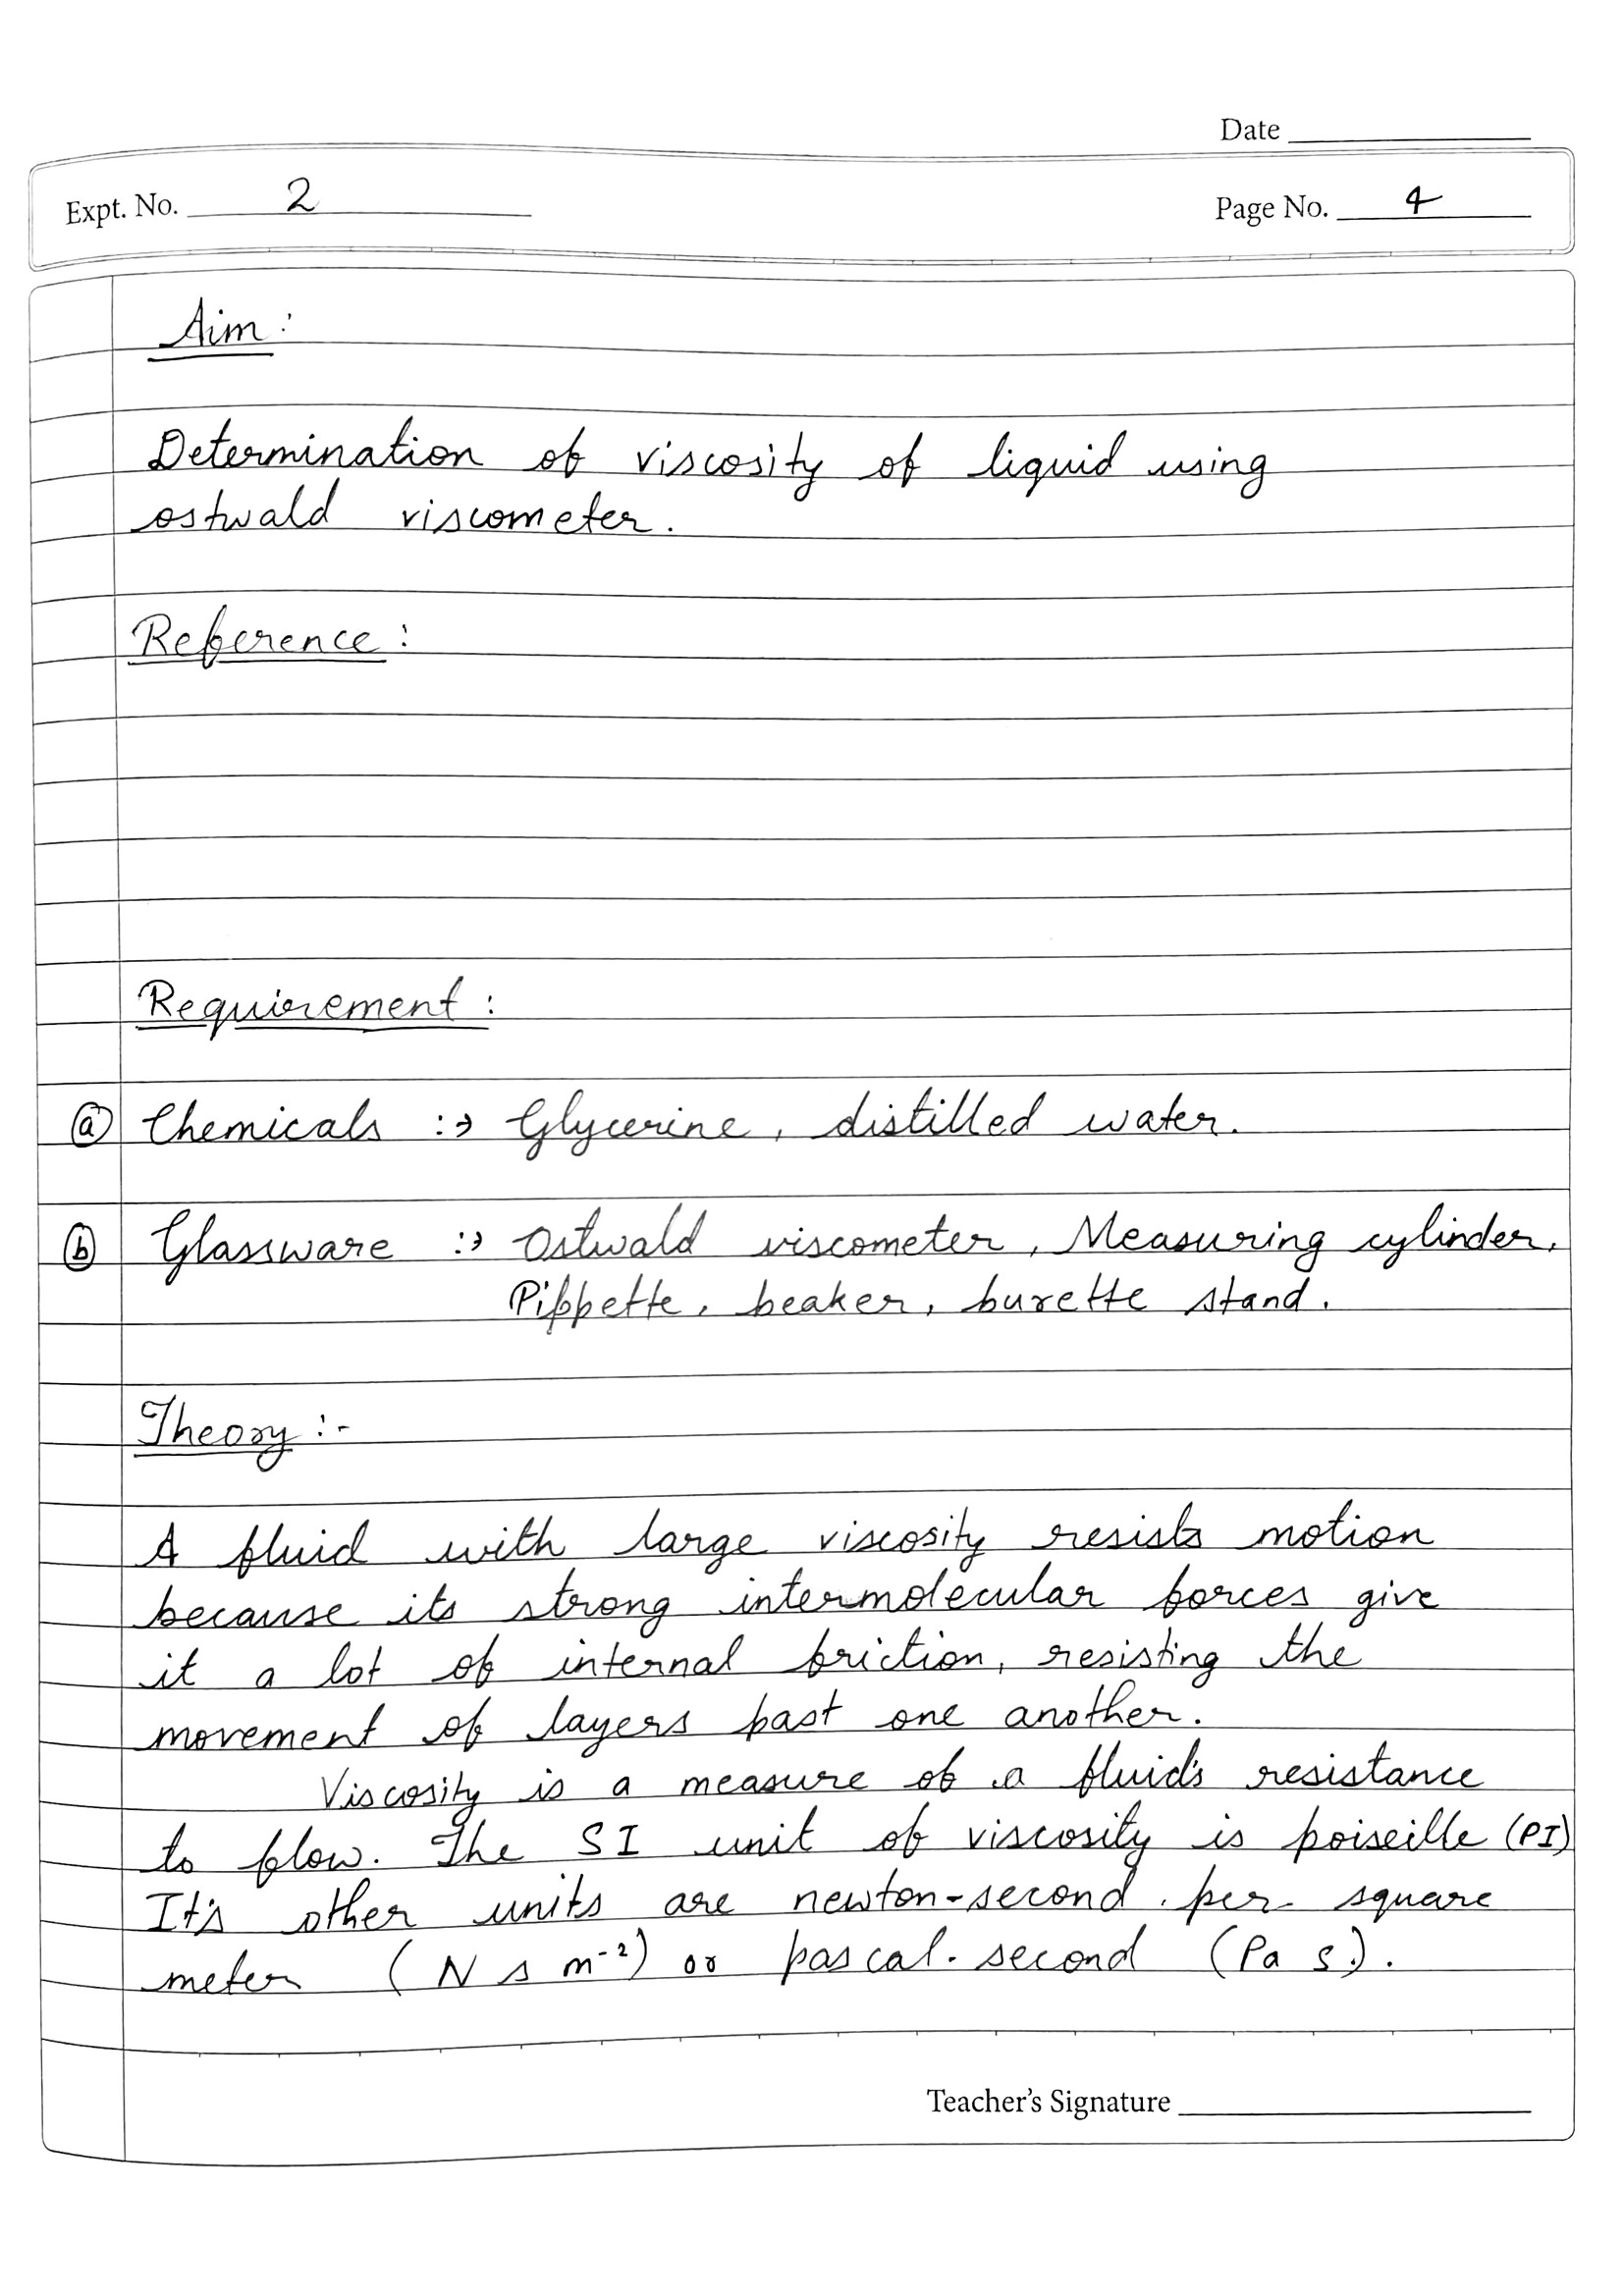 Date
Expt. No. 2
Page No. 4
Aim :
Determination of viscosity of liquid using
ostwald viscometer.
Reference :
Requirement :
(a) Chemicals :→ Glycerine, distilled water.
(b) Glassware :→ Ostwald viscometer, Measuring cylinder,
Pippette, beaker, burette stand.
Theory :-
A fluid with large viscosity resists motion
because its strong intermolecular forces give
it a lot of internal friction, resisting the
movement of layers past one another.
Viscosity is a measure of a fluid's resistance
to flow. The SI unit of viscosity is poiseille (PI)
It's other units are newton-second per square
meter (N s m⁻²) or pascal-second (Pa s.).
Teacher's Signature